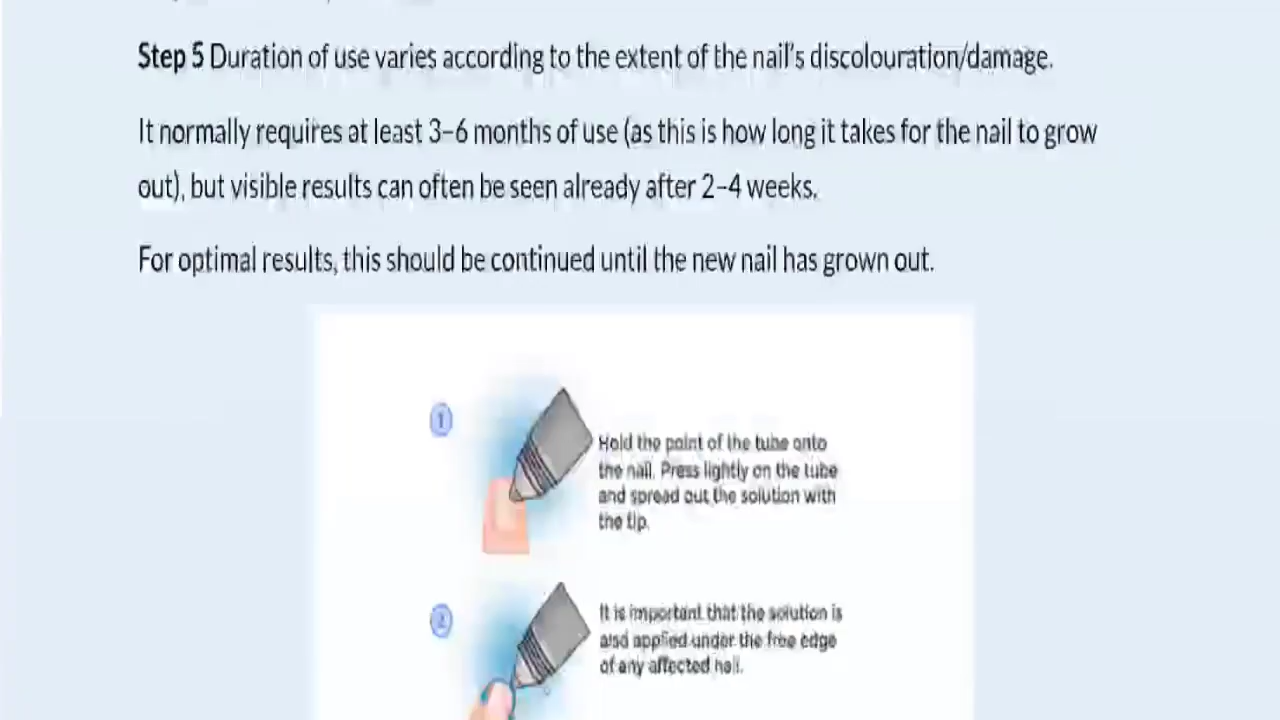 Step 5 Duration of use varies according to the extent of the nail's discolouration/damage.
It normally requires at least 3–6 months of use (as this is how long it takes for the nail to grow
out), but visible results can often be seen already after 2–4 weeks.
For optimal results, this should be continued until the new nail has grown out.
1
Hold the point of the tube onto
the nail. Press lightly on the tube
and spread out the solution with
the tip.
2
It is important that the solution is
also applied under the free edge
of any affected nail.